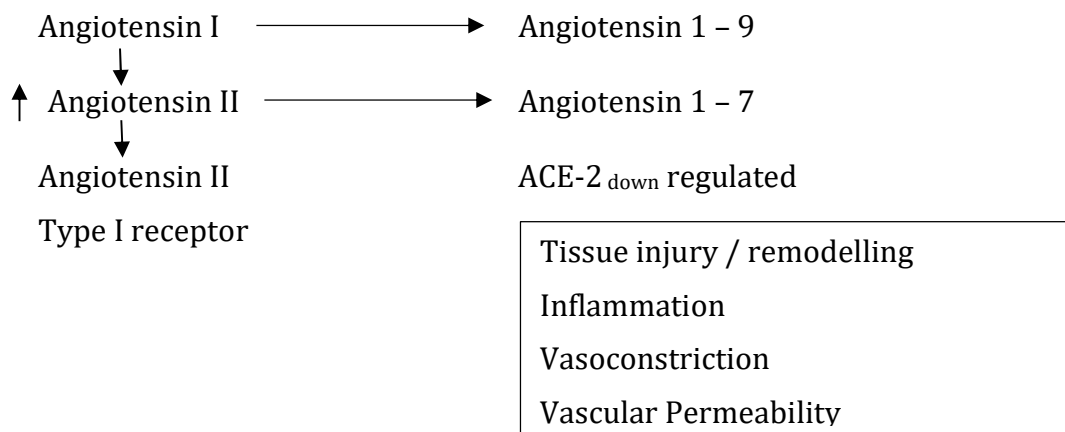 Angiotensin I Angiotensin 1 – 9
Angiotensin II Angiotensin 1 – 7
Angiotensin II ACE-2 down regulated
Type I receptor
Tissue injury / remodelling
Inflammation
Vasoconstriction
Vascular Permeability